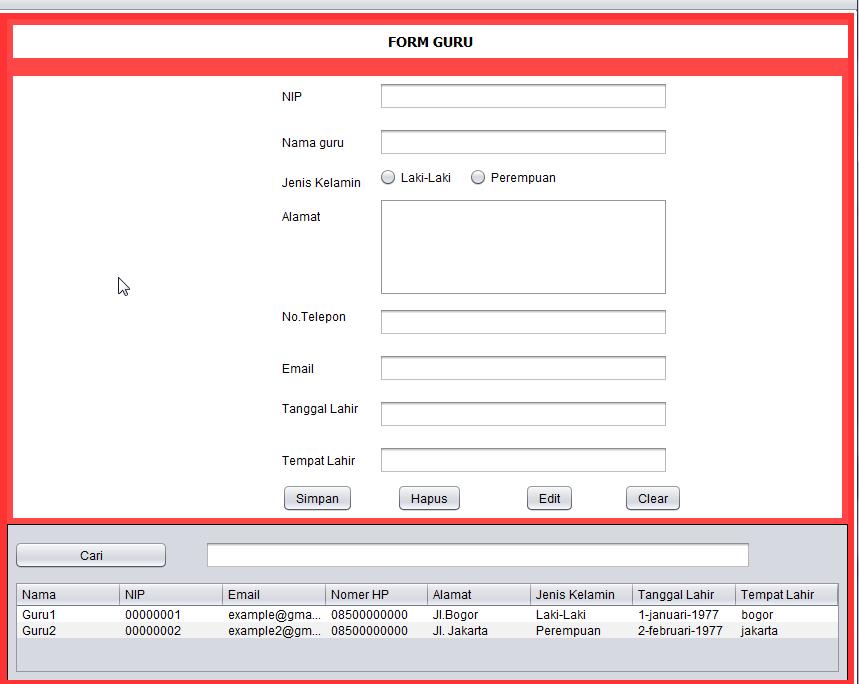 FORM GURU
NIP
Nama guru
Jenis Kelamin Laki-Laki Perempuan
Alamat
No.Telepon
Email
Tanggal Lahir
Tempat Lahir
Simpan Hapus Edit Clear
Cari
Nama NIP Email Nomer HP Alamat Jenis Kelamin Tanggal Lahir Tempat Lahir
Guru1 00000001 example@gma... 08500000000 Jl.Bogor Laki-Laki 1-januari-1977 bogor
Guru2 00000002 example2@gm... 08500000000 Jl. Jakarta Perempuan 2-februari-1977 jakarta